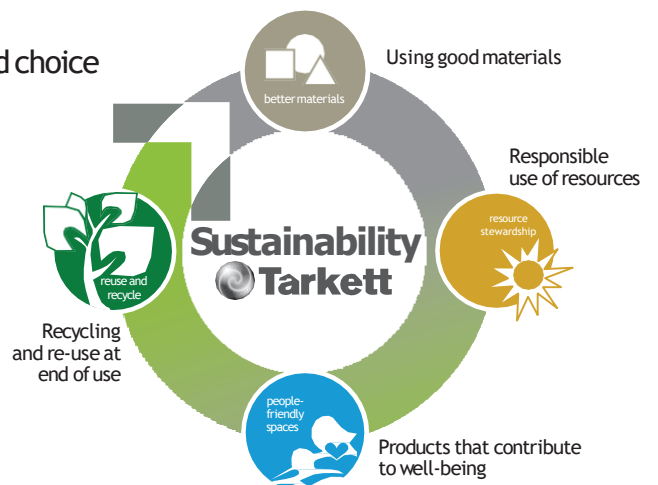 d choice
Using good materials
better materials
Responsible
use of resources
resource
stewardship
Sustainability
Tarkett
reuse and
recycle
Recycling
and re-use at
end of use
people-
friendly
spaces
Products that contribute
to well-being